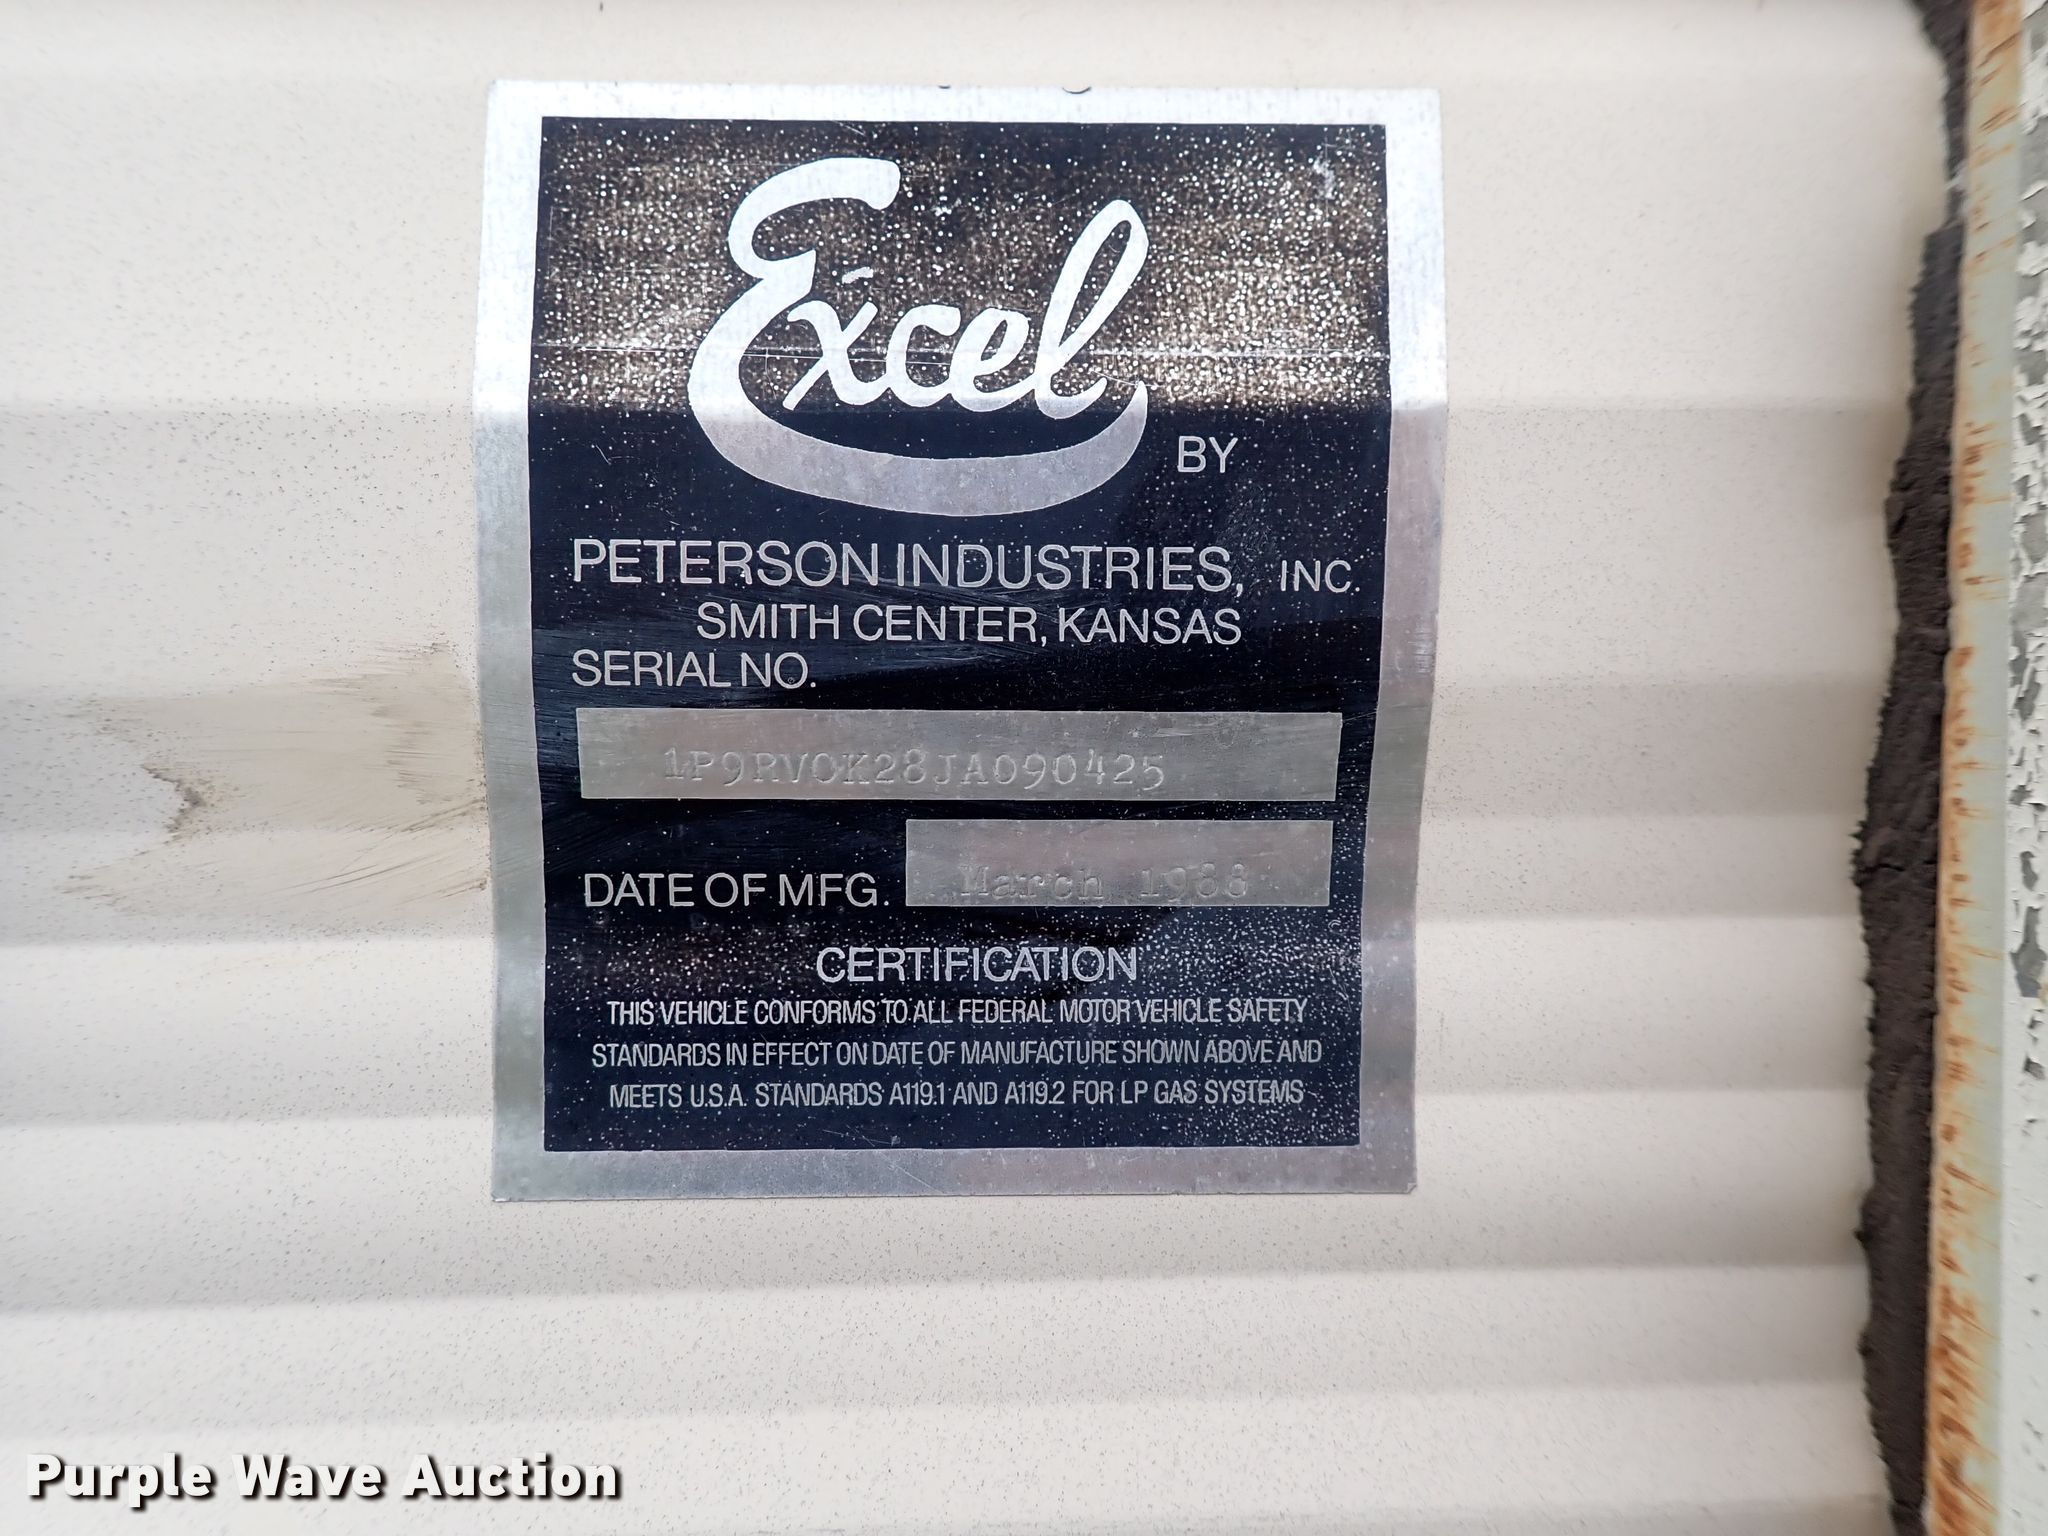 Excel
BY
PETERSON INDUSTRIES, INC.
SMITH CENTER, KANSAS
SERIAL NO.
1P9RV0K28JA090425
DATE OF MFG. March 1988
CERTIFICATION
THIS VEHICLE CONFORMS TO ALL FEDERAL MOTOR VEHICLE SAFETY
STANDARDS IN EFFECT ON DATE OF MANUFACTURE SHOWN ABOVE AND
MEETS U.S.A. STANDARDS A119.1 AND A119.2 FOR LP GAS SYSTEMS
Purple Wave Auction